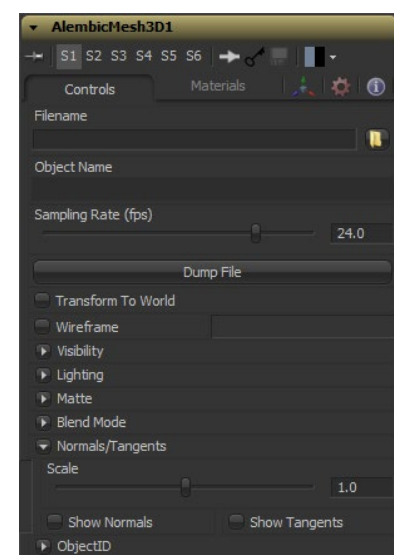 AlembicMesh3D1
S1 S2 S3 S4 S5 S6
Controls Materials
Filename
Object Name
Sampling Rate (fps)
24.0
Dump File
Transform To World
Wireframe
Visibility
Lighting
Matte
Blend Mode
Normals/Tangents
Scale
1.0
Show Normals Show Tangents
ObjectID